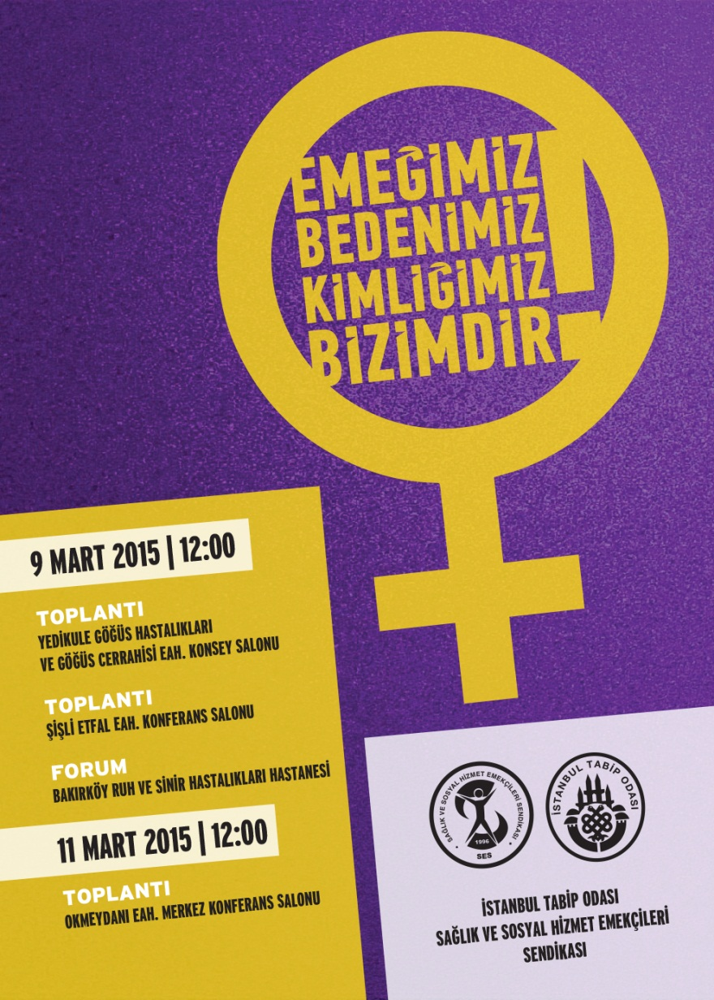 EMEĞİMİZ
BEDENİMİZ
KİMLİĞİMİZ
BİZİMDİR!
9 MART 2015 | 12:00
TOPLANTI
YEDİKULE GÖĞÜS HASTALIKLARI
VE GÖĞÜS CERRAHİSİ EAH. KONSEY SALONU
TOPLANTI
ŞİŞLİ ETFAL EAH. KONFERANS SALONU
FORUM
BAKIRKÖY RUH VE SİNİR HASTALIKLARI HASTANESİ
11 MART 2015 | 12:00
TOPLANTI
OKMEYDANI EAH. MERKEZ KONFERANS SALONU
• SAĞLIK VE SOSYAL HİZMET EMEKÇİLERİ SENDİKASI •
1996
SES
İSTANBUL TABİP ODASI
İSTANBUL TABİP ODASI
SAĞLIK VE SOSYAL HİZMET EMEKÇİLERİ
SENDİKASI